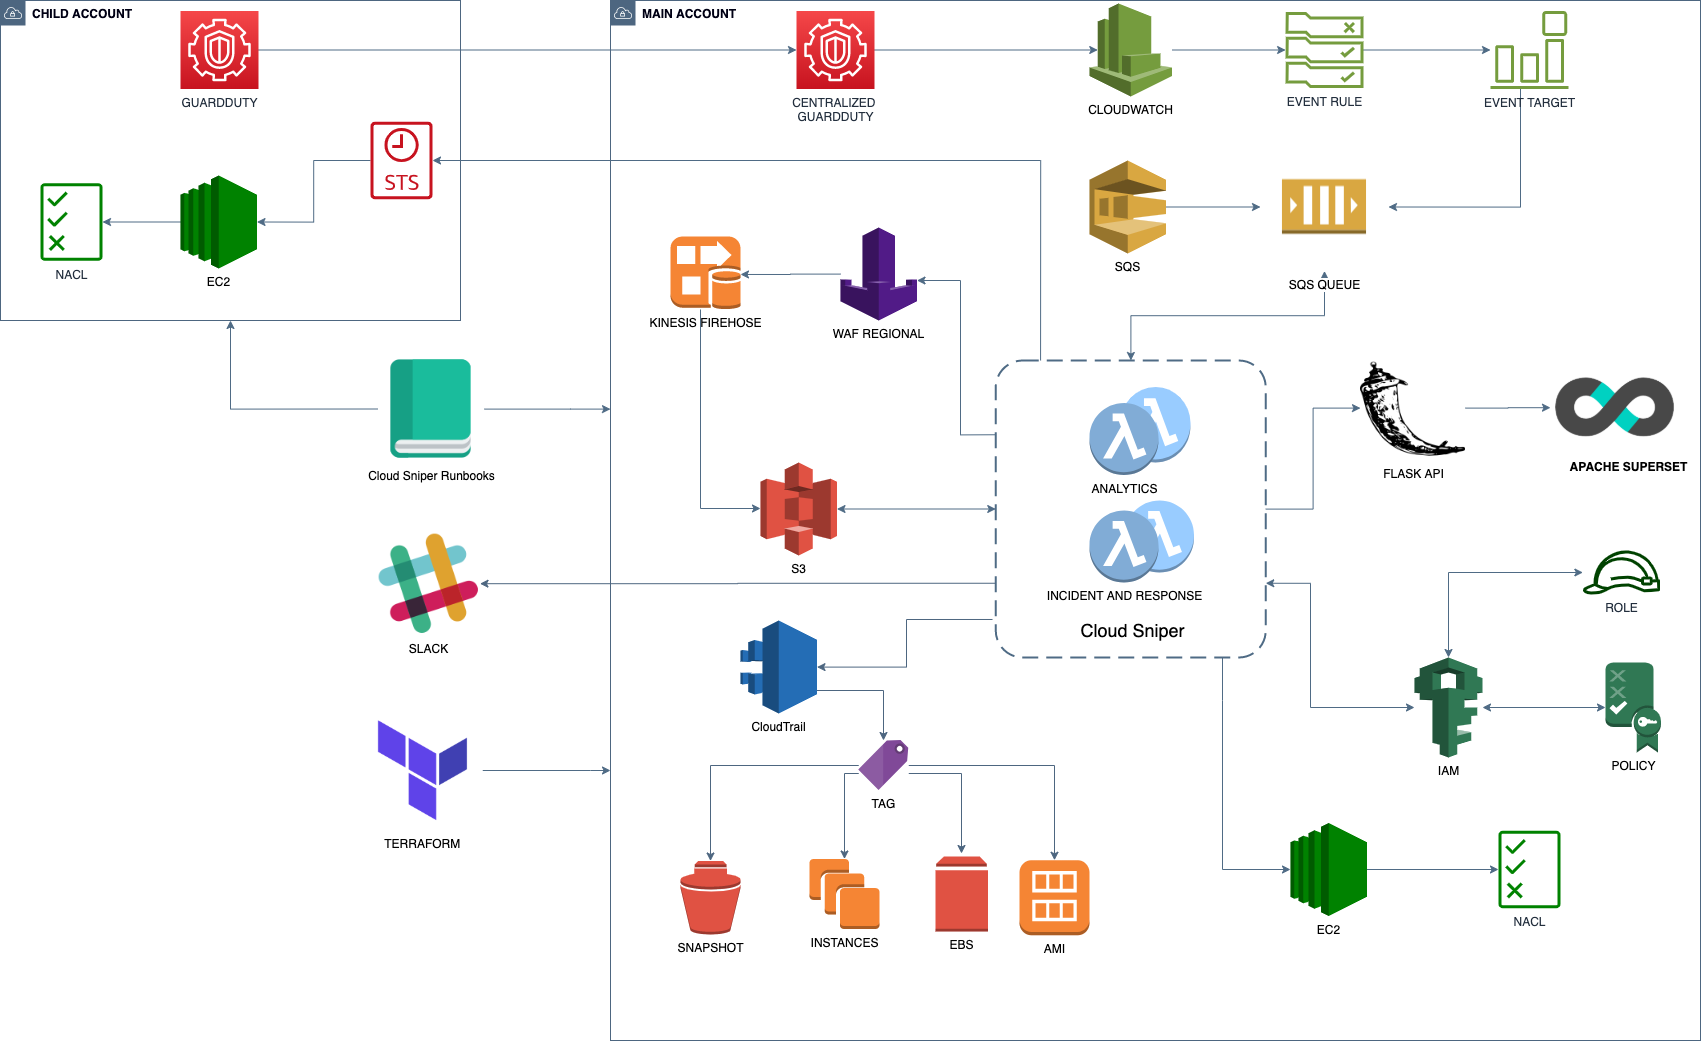 CHILD ACCOUNT
MAIN ACCOUNT
GUARDDUTY
CENTRALIZED
GUARDDUTY
CLOUDWATCH
EVENT RULE
EVENT TARGET
STS
NACL
EC2
SQS
SQS QUEUE
KINESIS FIREHOSE
WAF REGIONAL
Cloud Sniper Runbooks
ANALYTICS
FLASK API
APACHE SUPERSET
S3
INCIDENT AND RESPONSE
Cloud Sniper
ROLE
SLACK
CloudTrail
IAM
POLICY
TAG
TERRAFORM
SNAPSHOT
INSTANCES
EBS
AMI
EC2
NACL